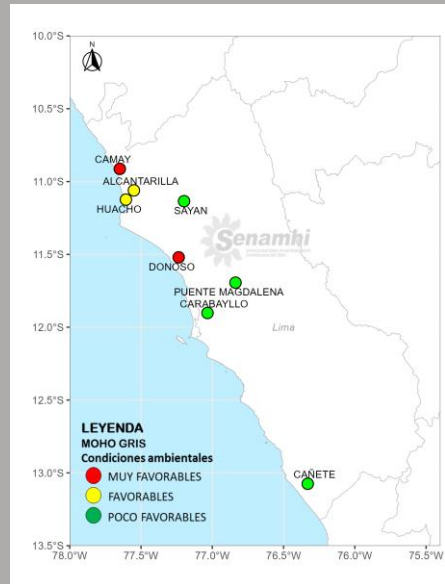 N
10.0°S
10.5°S
11.0°S
11.5°S
12.0°S
12.5°S
13.0°S
13.5°S
CAMAY
ALCANTARILLA
HUACHO
SAYAN
Senamhi
DONOSO
PUENTE MAGDALENA
CARABAYLLO
Lima
CAÑETE
LEYENDA
MOHO GRIS
Condiciones ambientales
MUY FAVORABLES
FAVORABLES
POCO FAVORABLES
78.0°W 77.5°W 77.0°W 76.5°W 76.0°W 75.5°W